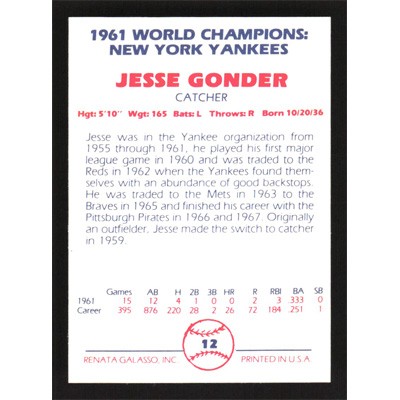 1961 WORLD CHAMPIONS:
NEW YORK YANKEES
JESSE GONDER
CATCHER
Hgt: 5'10" Wgt: 165 Bats: L Throws: R Born 10/20/36
Jesse was in the Yankee organization from
1955 through 1961, he played his first major
league game in 1960 and was traded to the
Reds in 1962 when the Yankees found them-
selves with an abundance of good backstops.
He was traded to the Mets in 1963 to the
Braves in 1965 and finished his career with the
Pittsburgh Pirates in 1966 and 1967. Originally
an outfielder. Jesse made the switch to catcher
in 1959.
Games AB H 2B 3B HR R RBI BA SB
1961 15 12 4 1 0 0 2 3 .333 0
Career 395 876 220 28 2 26 72 184 .251 1
12
RENATA GALASSO, INC. PRINTED IN U.S.A.